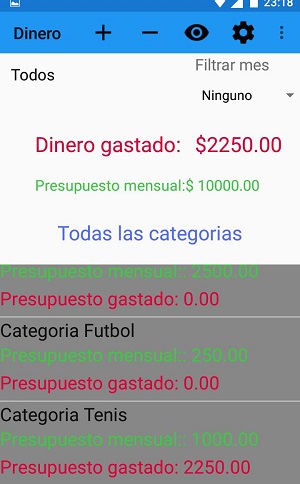 23:18
Dinero
Filtrar mes
Todos
Ninguno
Dinero gastado: $2250.00
Presupuesto mensual:$ 10000.00
Todas las categorias
Presupuesto mensual:: 2500.00
Presupuesto gastado: 0.00
Categoria Futbol
Presupuesto mensual:: 250.00
Presupuesto gastado: 0.00
Categoria Tenis
Presupuesto mensual:: 1000.00
Presupuesto gastado: 2250.00